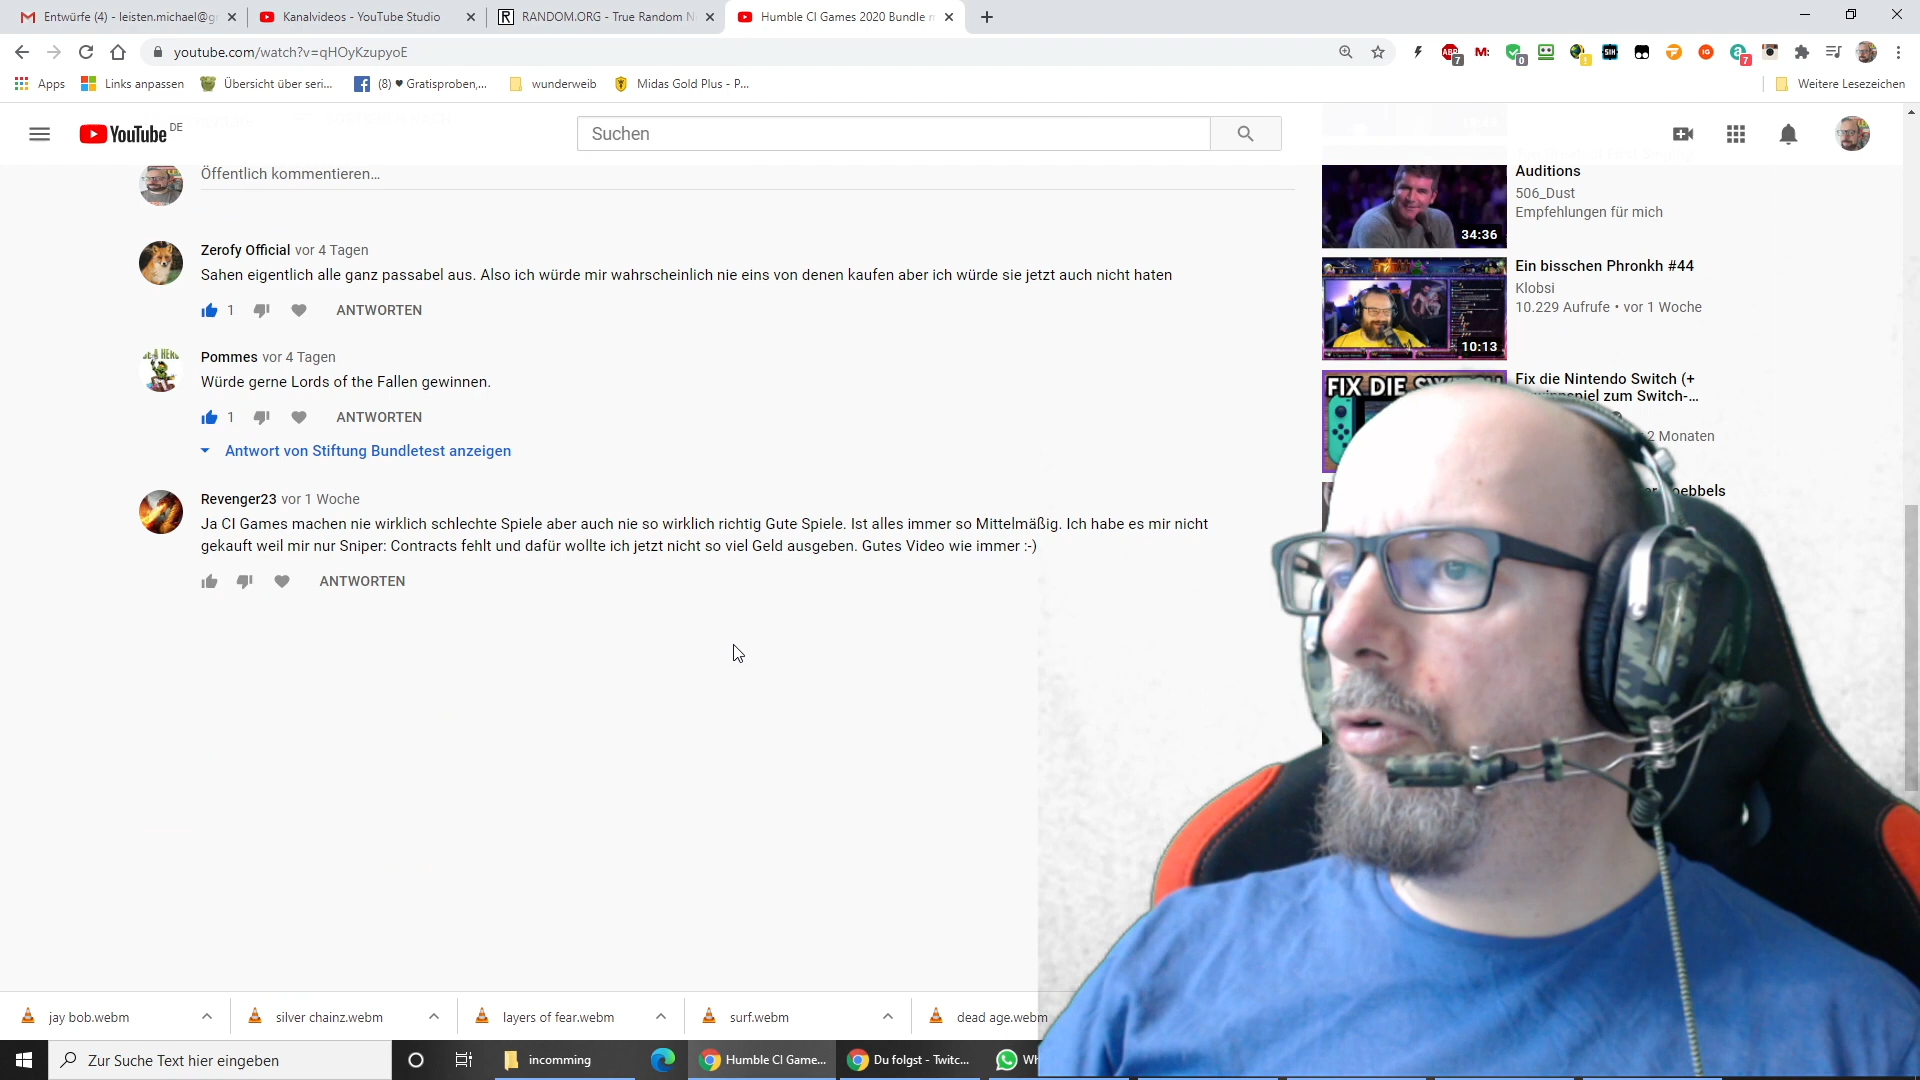 Entwürfe (4) - leisten.michael@g
Kanalvideos - YouTube Studio
RANDOM.ORG - True Random N
Humble CI Games 2020 Bundle
youtube.com/watch?v=qHOyKzupyoE
Apps
Links anpassen
Übersicht über seri...
(8) ♥ Gratisproben,...
wunderweib
Midas Gold Plus - P...
Weitere Lesezeichen
YouTube DE
Suchen
Öffentlich kommentieren...
Zerofy Official vor 4 Tagen
Sahen eigentlich alle ganz passabel aus. Also ich würde mir wahrscheinlich nie eins von denen kaufen aber ich würde sie jetzt auch nicht haten
1 ANTWORTEN
Pommes vor 4 Tagen
Würde gerne Lords of the Fallen gewinnen.
1 ANTWORTEN
Antwort von Stiftung Bundletest anzeigen
Revenger23 vor 1 Woche
Ja CI Games machen nie wirklich schlechte Spiele aber auch nie so wirklich richtig Gute Spiele. Ist alles immer so Mittelmäßig. Ich habe es mir nicht
gekauft weil mir nur Sniper: Contracts fehlt und dafür wollte ich jetzt nicht so viel Geld ausgeben. Gutes Video wie immer :-)
ANTWORTEN
Auditions
506_Dust
Empfehlungen für mich
34:36
Ein bisschen Phronkh #44
Klobsi
10.229 Aufrufe • vor 1 Woche
10:13
FIX DIE SWITCH
Fix die Nintendo Switch (+
zum Switch-...
2 Monaten
oebbels
jay bob.webm
silver chainz.webm
layers of fear.webm
surf.webm
dead age.webm
Zur Suche Text hier eingeben
incomming
Humble CI Game...
Du folgst - Twitc...
Wh